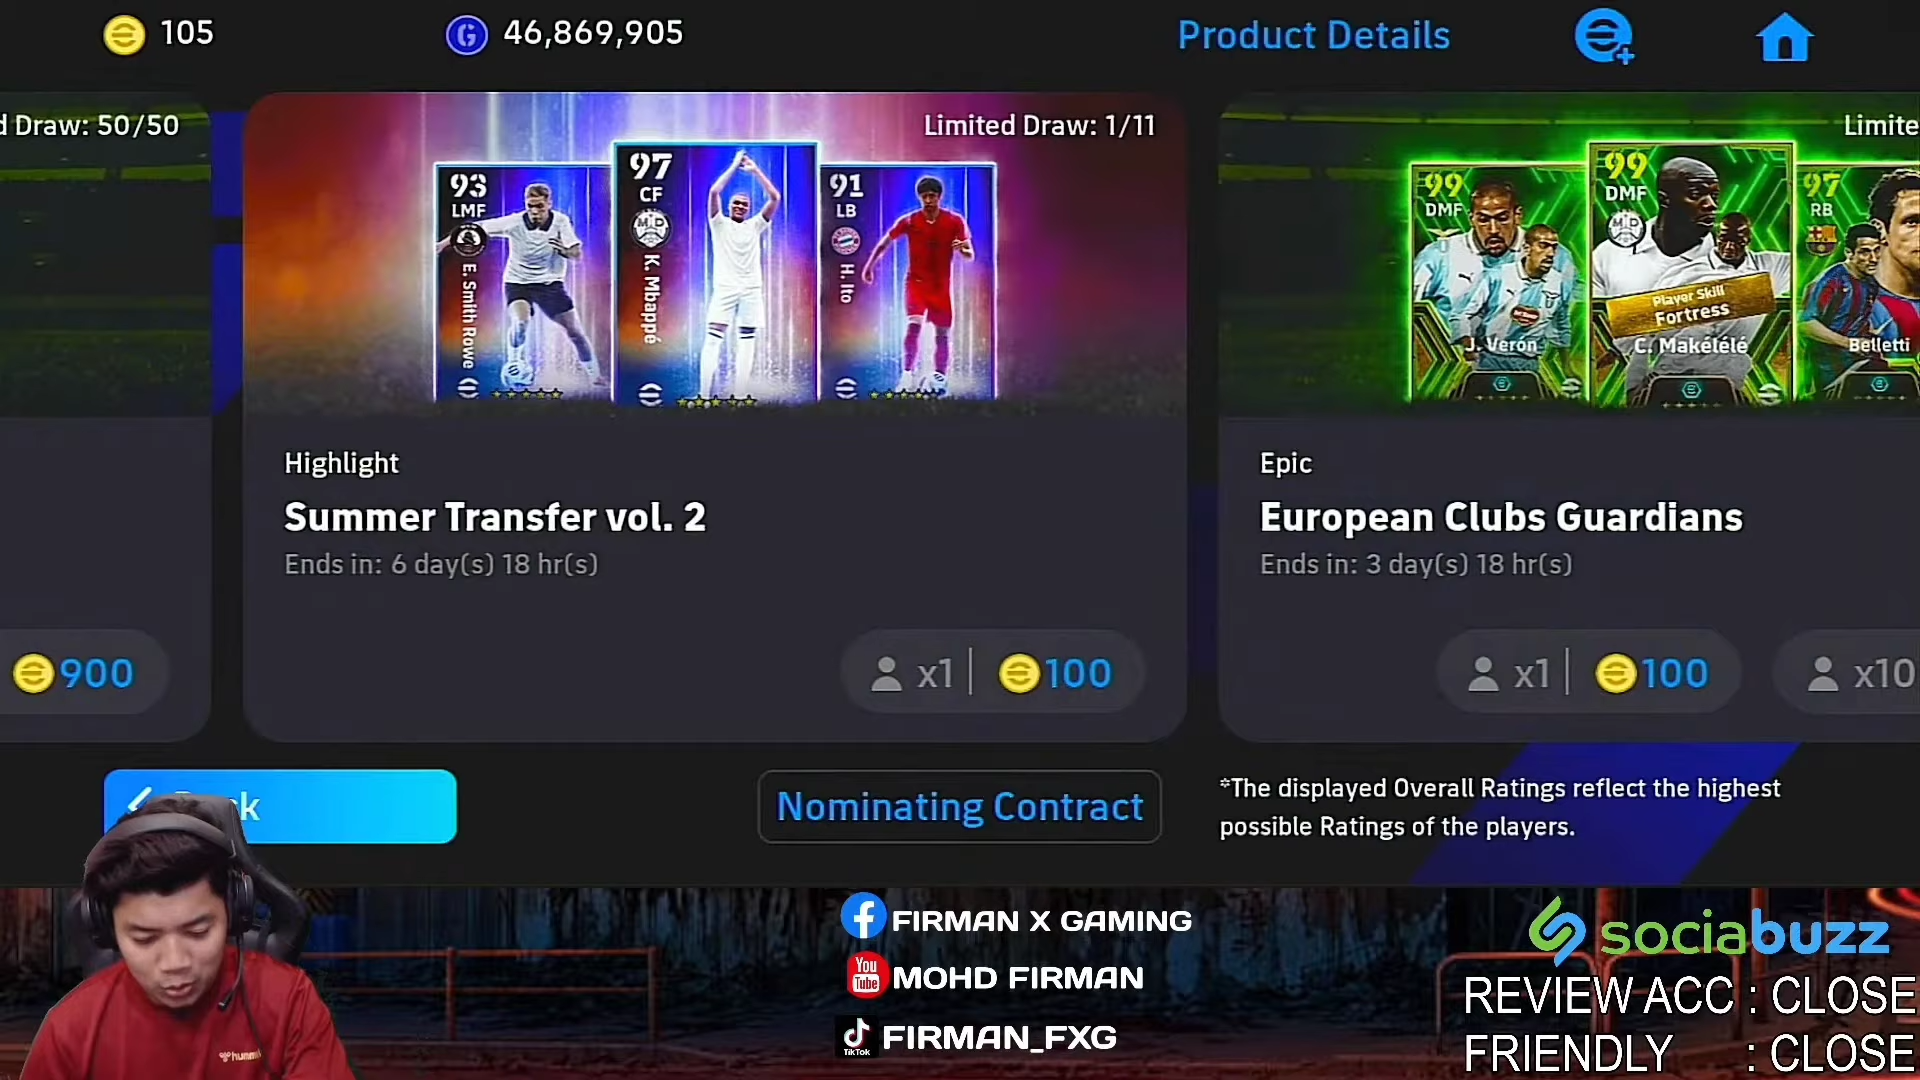 105
46,869,905
Product Details
d Draw: 50/50
Limited Draw: 1/11
Limite
93
LMF
E. Smith Rowe
97
CF
K. Mbappé
91
LB
H. Ito
99
DMF
J. Verón
99
DMF
Player Skill
Fortress
C. Makélélé
97
RB
Belletti
Highlight
Summer Transfer vol. 2
Ends in: 6 day(s) 18 hr(s)
Epic
European Clubs Guardians
Ends in: 3 day(s) 18 hr(s)
900
x1 | 100
x1 | 100
x10
Nominating Contract
*The displayed Overall Ratings reflect the highest
possible Ratings of the players.
FIRMAN X GAMING
You Tube MOHD FIRMAN
TikTok FIRMAN_FXG
sociabuzz
REVIEW ACC : CLOSE
FRIENDLY : CLOSE
hummel